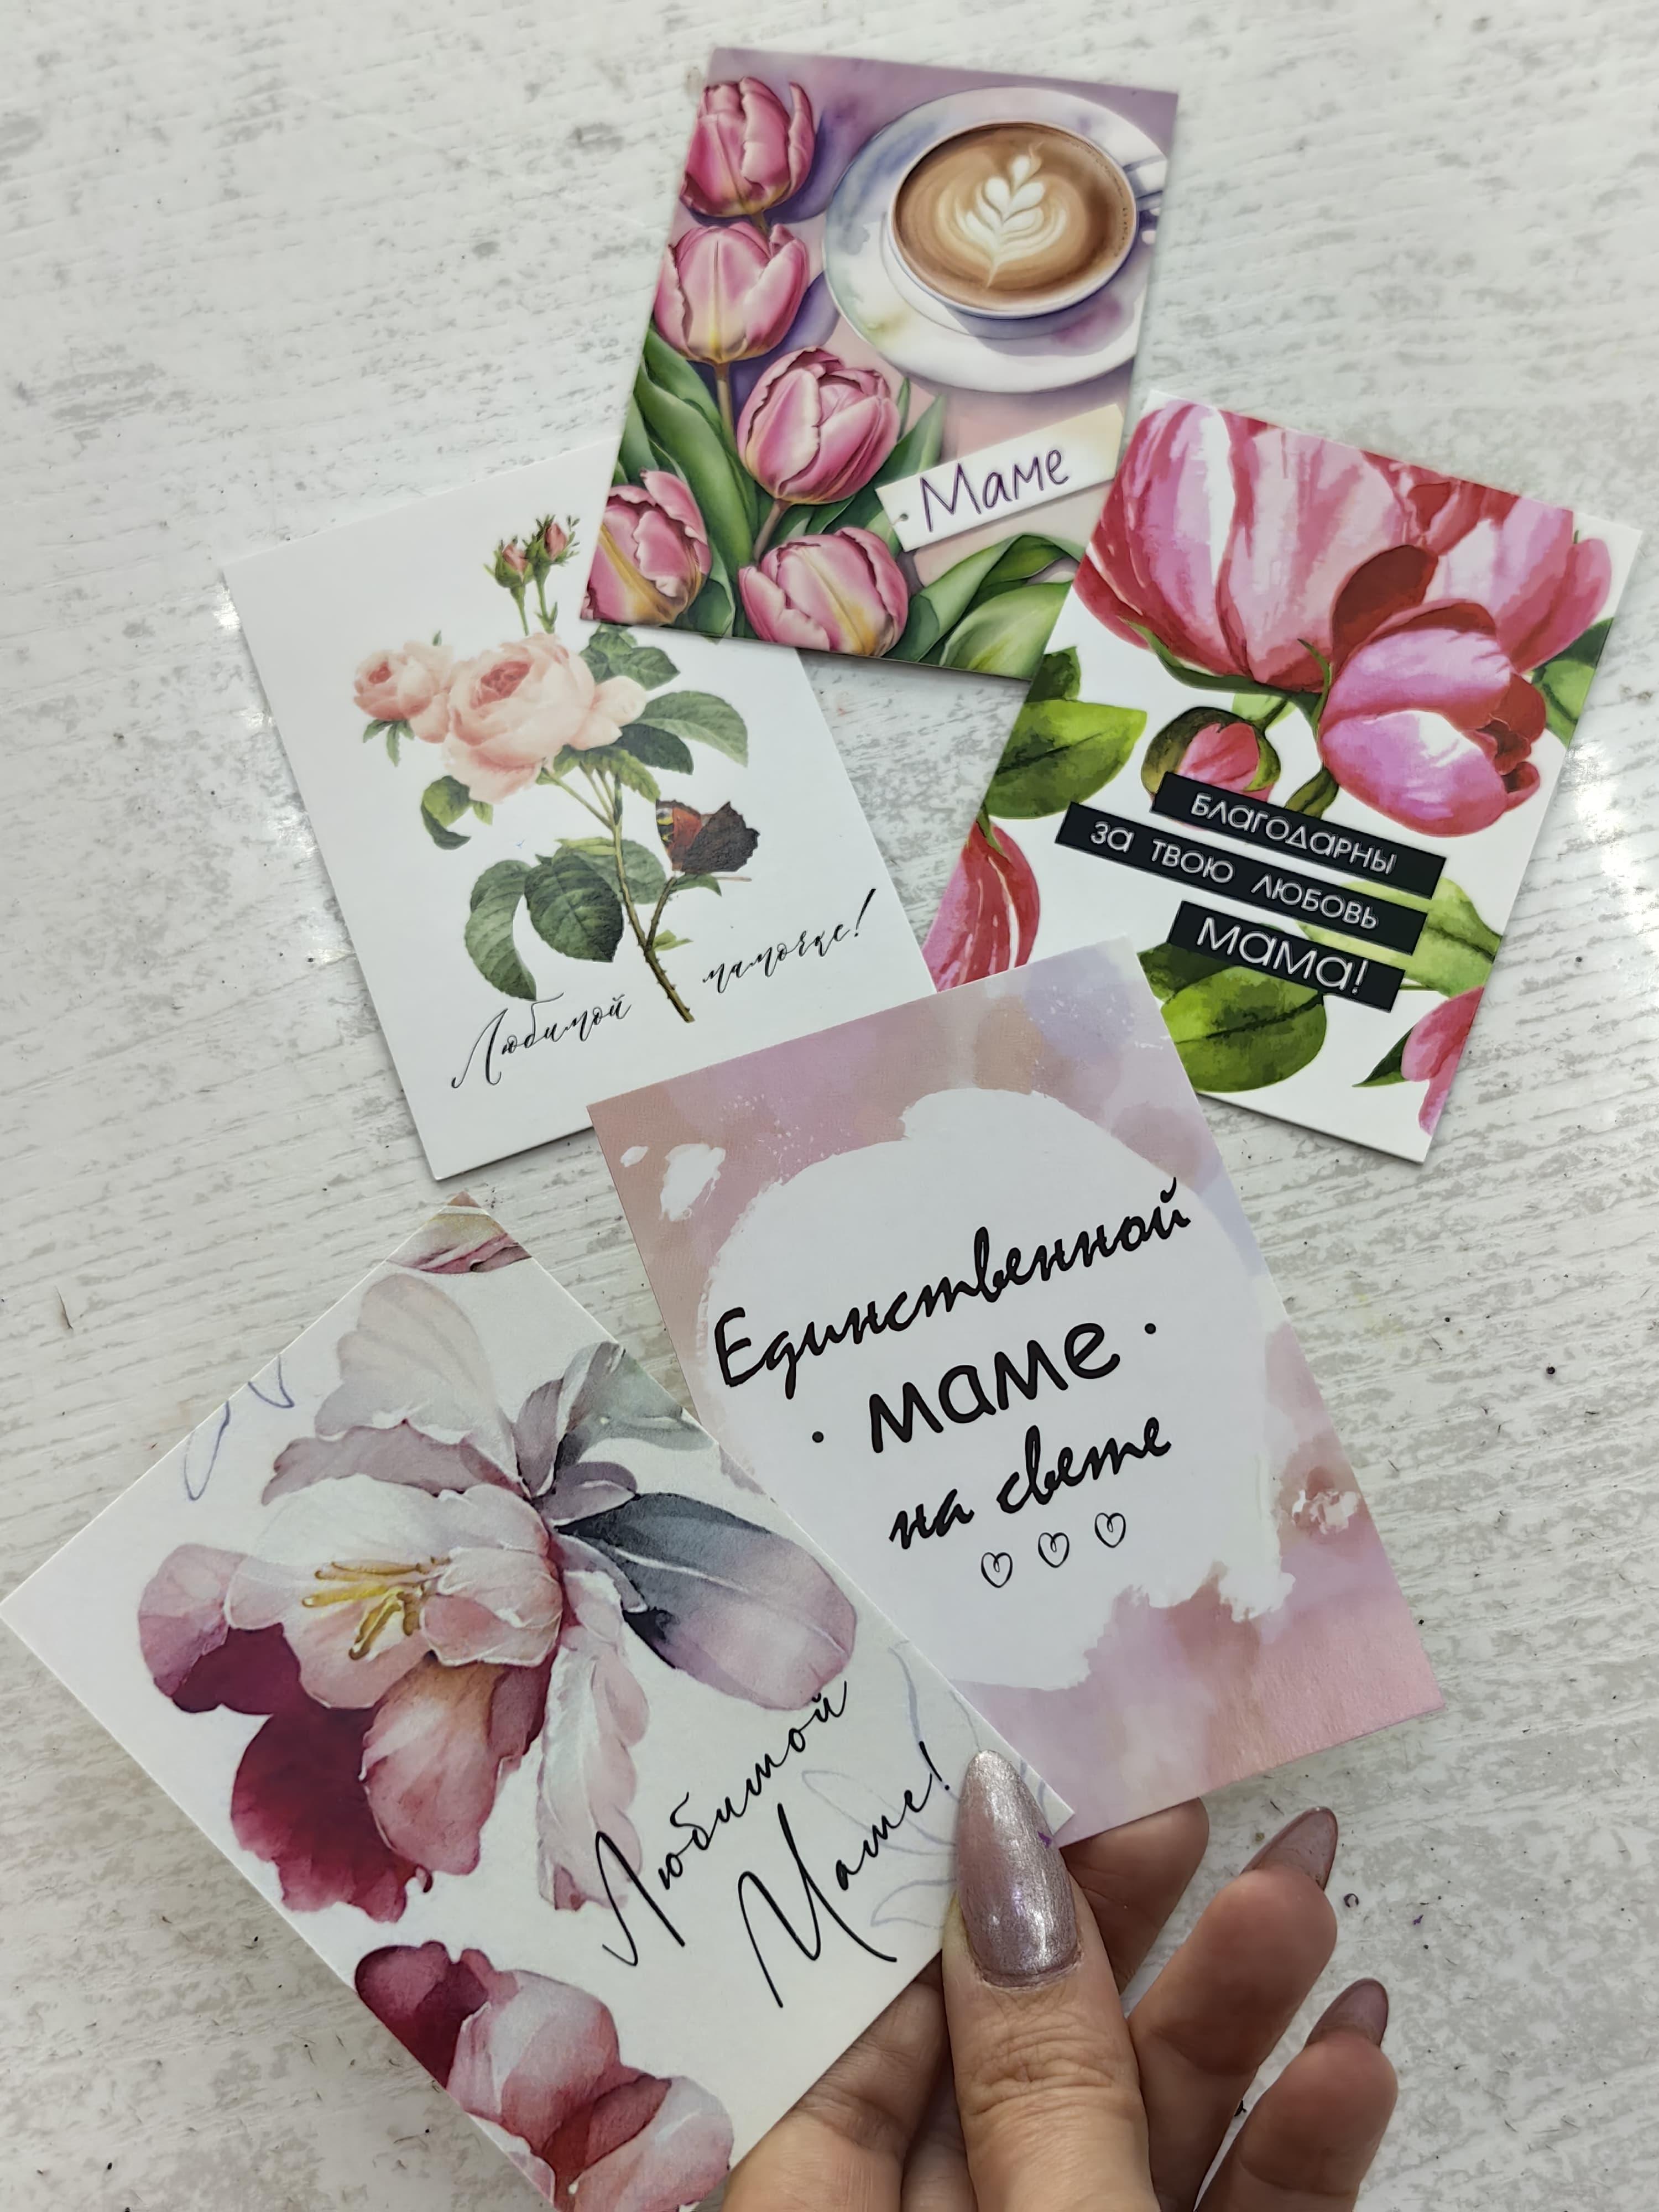 Маме
БЛАГОДАРНЫ
ЗА ТВОЮ ЛЮБОВЬ
МАМА!
Любимой мамочке!
Единственной
• маме •
на свете
Любимой
Маме!